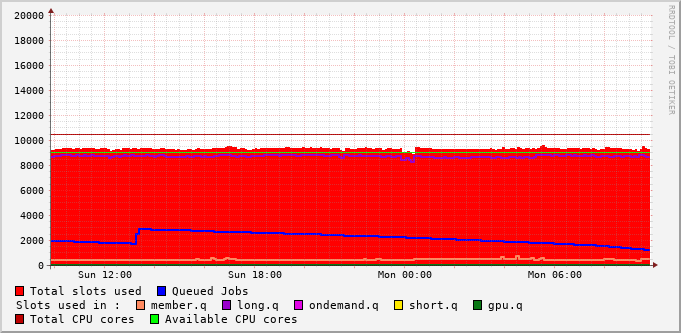 20000
18000
16000
14000
12000
10000
8000
6000
4000
2000
0
Sun 12:00 Sun 18:00 Mon 00:00 Mon 06:00
Total slots used Queued Jobs
Slots used in : member.q long.q ondemand.q short.q gpu.q
Total CPU cores Available CPU cores
RRDTOOL / TOBI OETIKER